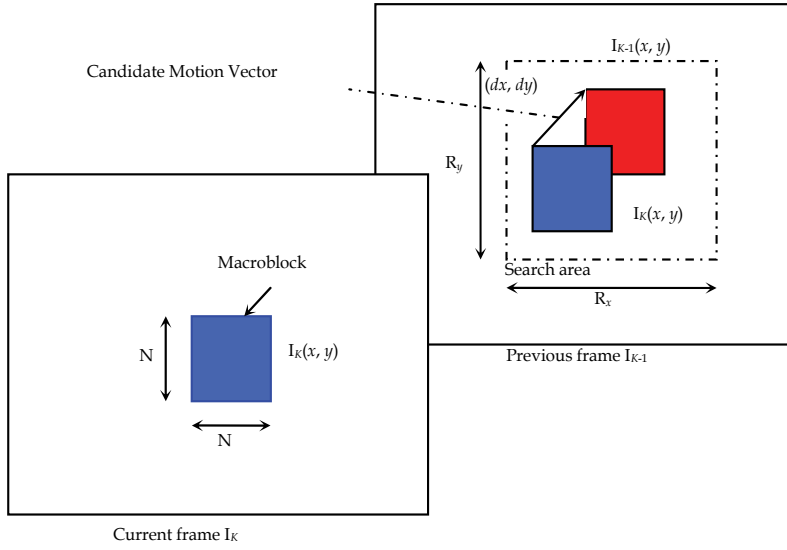 I_{K-1}(x, y)
Candidate Motion Vector
(dx, dy)
R_y
I_K(x, y)
Search area
R_x
Previous frame I_{K-1}
Macroblock
N
I_K(x, y)
N
Current frame I_K